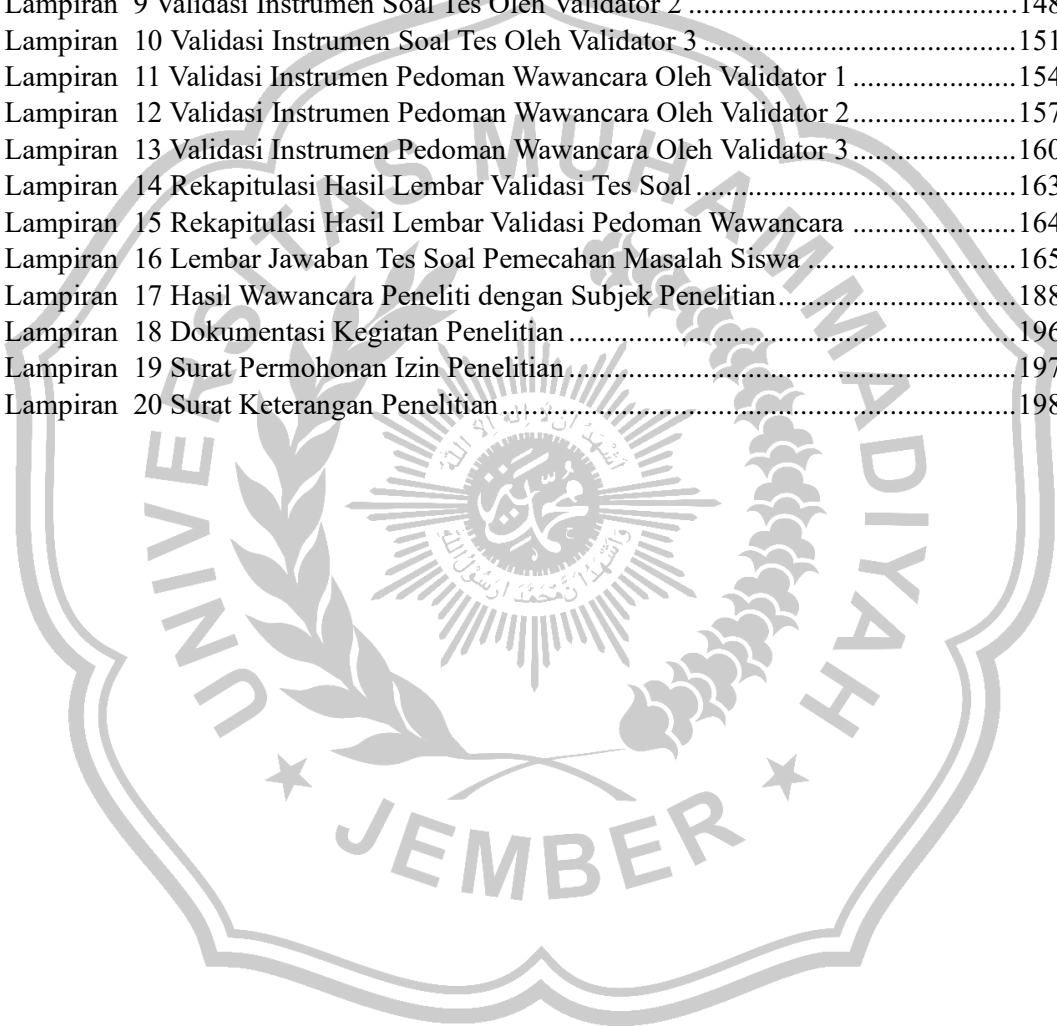 Lampiran  9 Validasi Instrumen Soal Tes Oleh Validator 2 ................................................148
Lampiran  10 Validasi Instrumen Soal Tes Oleh Validator 3 ..............................................151
Lampiran  11 Validasi Instrumen Pedoman Wawancara Oleh Validator 1 ........................154
Lampiran  12 Validasi Instrumen Pedoman Wawancara Oleh Validator 2........................157
Lampiran  13 Validasi Instrumen Pedoman Wawancara Oleh Validator 3........................160
Lampiran  14 Rekapitulasi Hasil Lembar Validasi Tes Soal ...............................................163
Lampiran  15 Rekapitulasi Hasil Lembar Validasi Pedoman Wawancara ........................164
Lampiran  16 Lembar Jawaban Tes Soal Pemecahan Masalah Siswa ...............................165
Lampiran  17 Hasil Wawancara Peneliti dengan Subjek Penelitian...................................188
Lampiran  18 Dokumentasi Kegiatan Penelitian .................................................................196
Lampiran  19 Surat Permohonan Izin Penelitian .................................................................197
Lampiran  20 Surat Keterangan Penelitian ...........................................................................198
UNIVERSITAS MUHAMMADIYAH
JEMBER